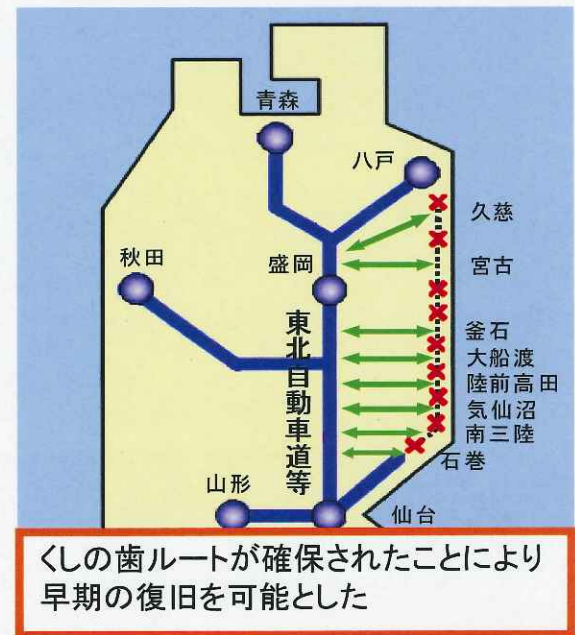 青森
八戸
久慈
秋田
盛岡
宮古
東北自動車道等
釜石
大船渡
陸前高田
気仙沼
南三陸
石巻
山形
仙台
くしの歯ルートが確保されたことにより
早期の復旧を可能とした